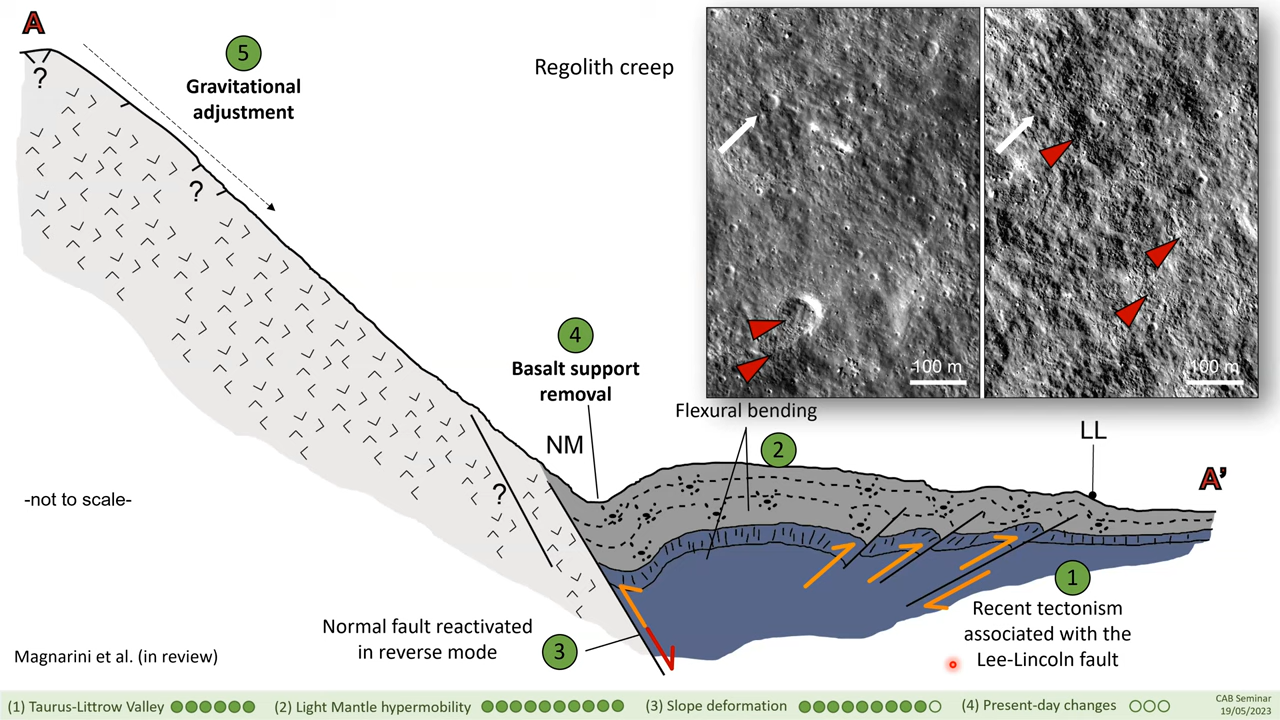 A
5
Gravitational
adjustment
?
?
Regolith creep
100 m
100 m
4
Basalt support
removal
Flexural bending
NM
2
LL
A’
?
-not to scale-
1
Recent tectonism
associated with the
Lee-Lincoln fault
Normal fault reactivated
in reverse mode
3
Magnarini et al. (in review)
(1) Taurus-Littrow Valley
(2) Light Mantle hypermobility
(3) Slope deformation
(4) Present-day changes
CAB Seminar
19/05/2023